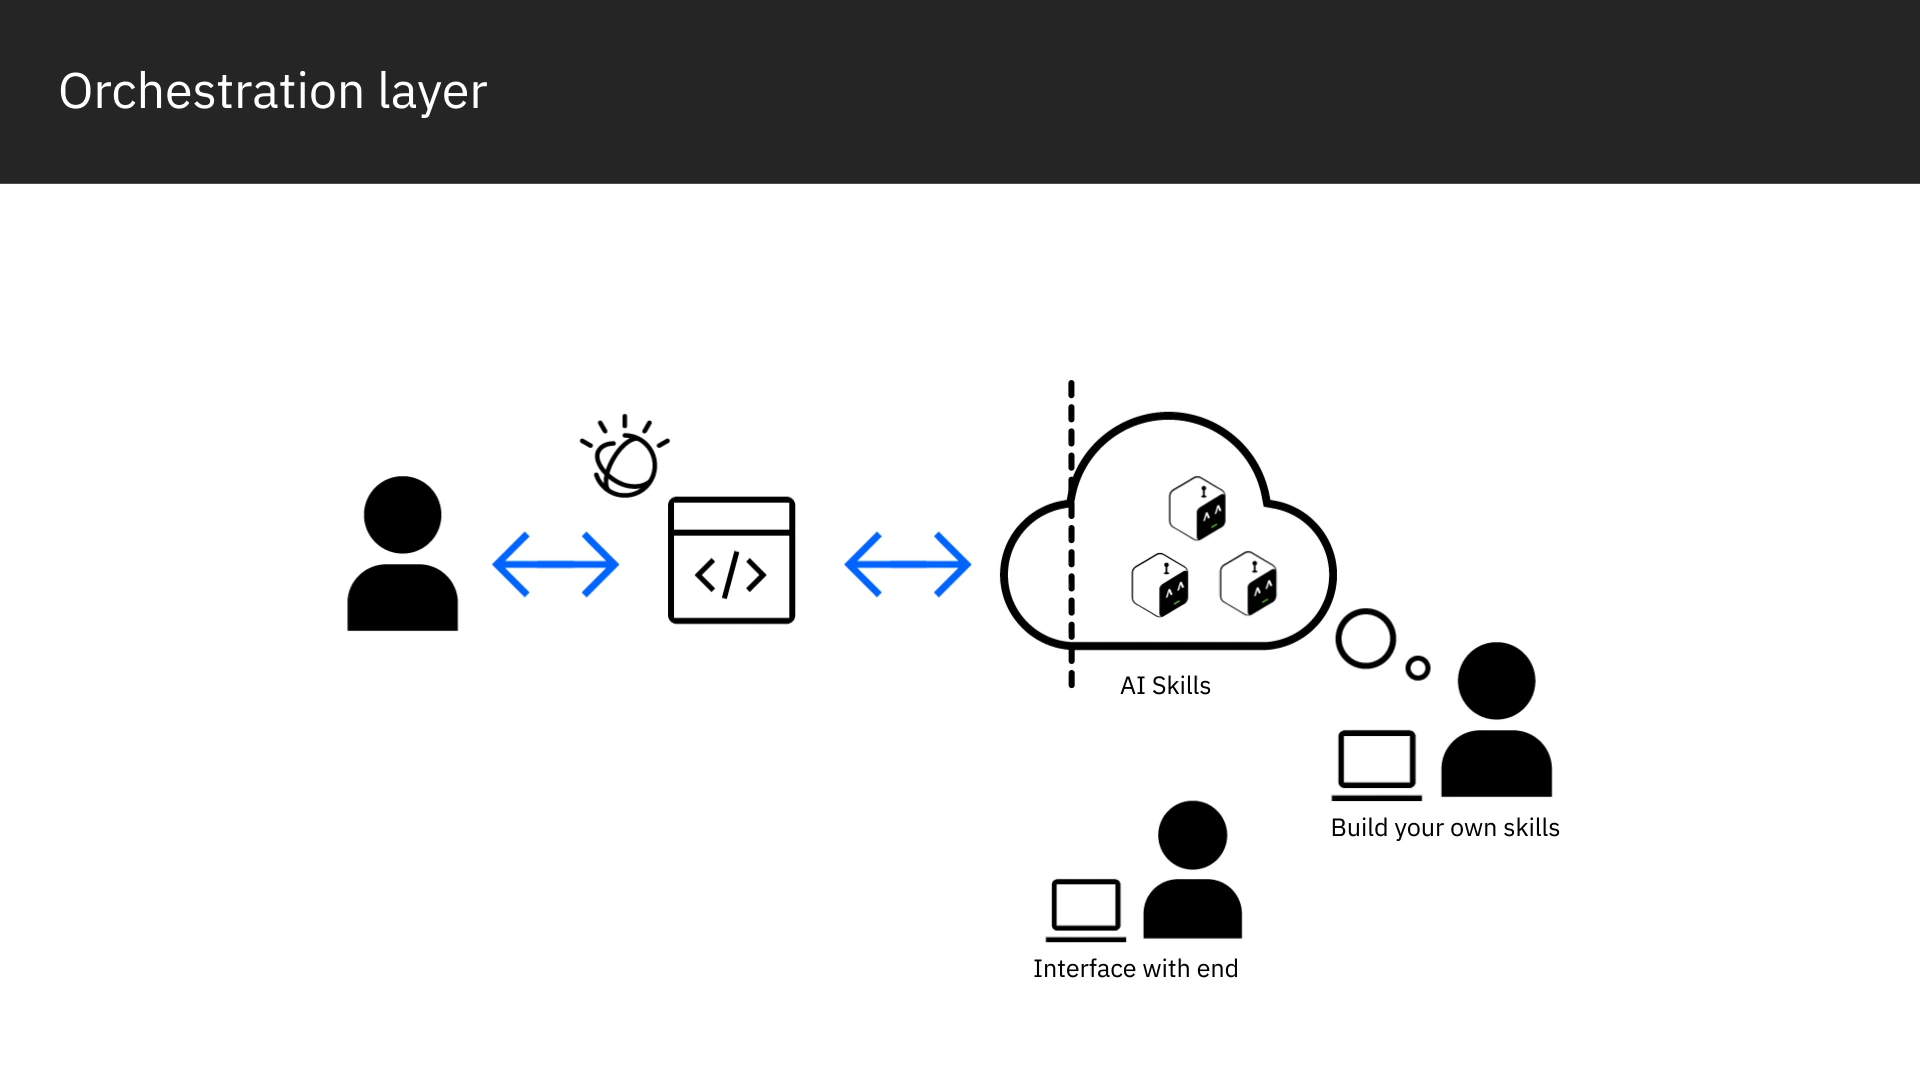 Orchestration layer
</>
AI Skills
Build your own skills
Interface with end